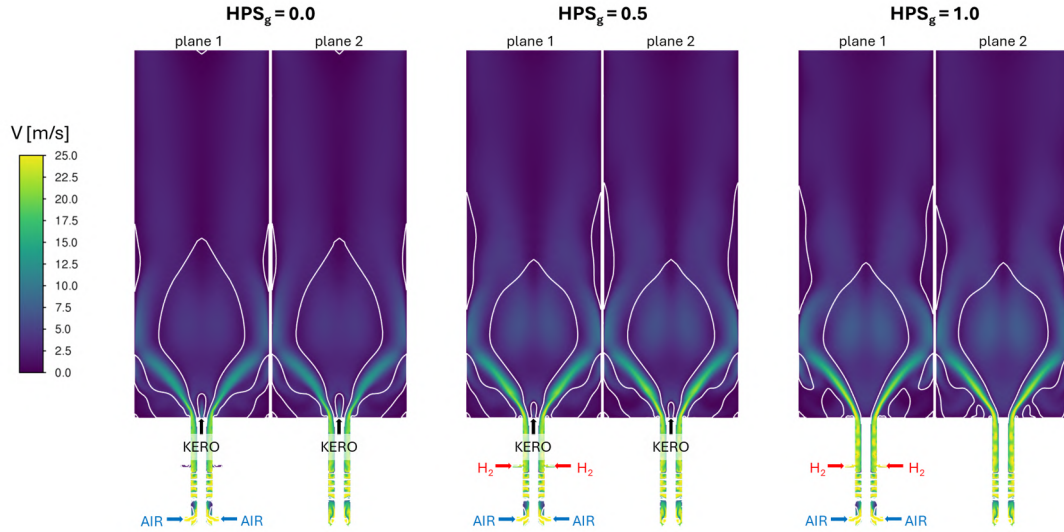 HPSg = 0.0
HPSg = 0.5
HPSg = 1.0
plane 1
plane 2
plane 1
plane 2
plane 1
plane 2
V [m/s]
25.0
22.5
20.0
17.5
15.0
12.5
10.0
7.5
5.0
2.5
0.0
KERO
KERO
KERO
KERO
H2
H2
H2
H2
AIR
AIR
AIR
AIR
AIR
AIR